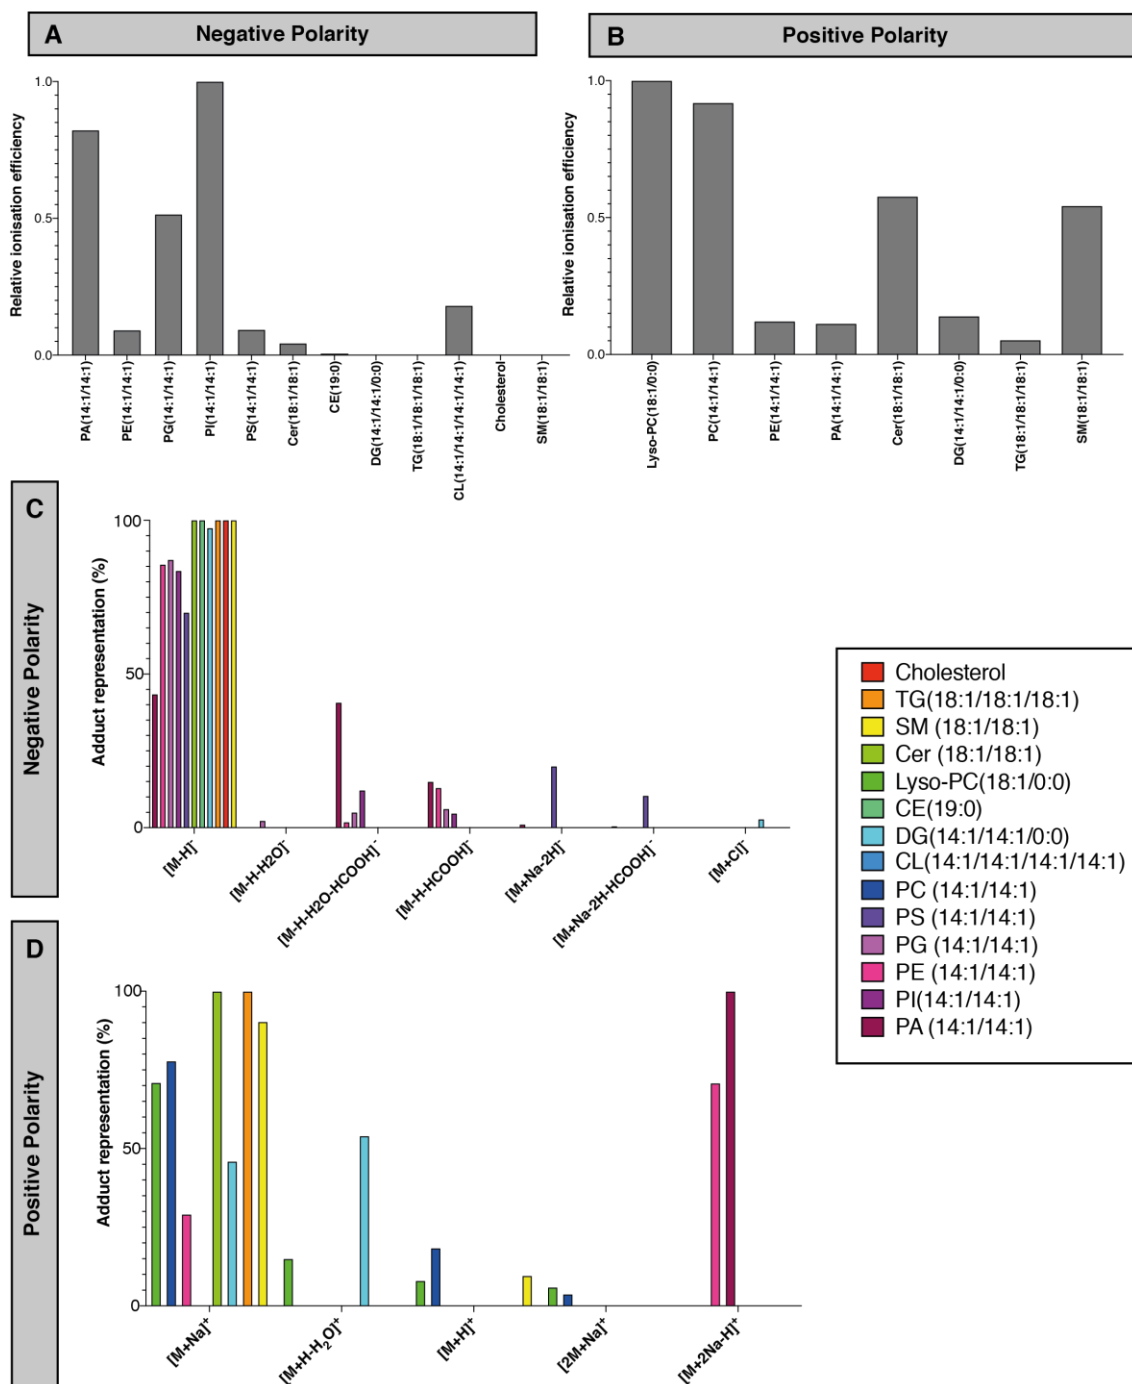 A
Negative Polarity
B
Positive Polarity
Relative ionisation efficiency
1.0
0.5
0.0
PA(14:1/14:1)
PE(14:1/14:1)
PG(14:1/14:1)
PI(14:1/14:1)
PS(14:1/14:1)
Cer(18:1/18:1)
CE(19:0)
DG(14:1/14:1/0:0)
TG(18:1/18:1/18:1)
CL(14:1/14:1/14:1/14:1)
Cholesterol
SM(18:1/18:1)
Relative ionisation efficiency
1.0
0.5
0.0
Lyso-PC(18:1/0:0)
PC(14:1/14:1)
PE(14:1/14:1)
PA(14:1/14:1)
Cer(18:1/18:1)
DG(14:1/14:1/0:0)
TG(18:1/18:1/18:1)
SM(18:1/18:1)
C
Negative Polarity
Adduct representation (%)
100
50
0
[M-H]-
[M-H-H2O]-
[M-H-H2O-HCOOH]-
[M-H-HCOOH]-
[M+Na-2H]-
[M+Na-2H-HCOOH]-
[M+Cl]-
Cholesterol
TG(18:1/18:1/18:1)
SM (18:1/18:1)
Cer (18:1/18:1)
Lyso-PC(18:1/0:0)
CE(19:0)
DG(14:1/14:1/0:0)
CL(14:1/14:1/14:1/14:1)
PC (14:1/14:1)
PS (14:1/14:1)
PG (14:1/14:1)
PE (14:1/14:1)
PI(14:1/14:1)
PA (14:1/14:1)
D
Positive Polarity
Adduct representation (%)
100
50
0
[M+Na]+
[M+H-H₂O]+
[M+H]+
[2M+Na]+
[M+2Na-H]+